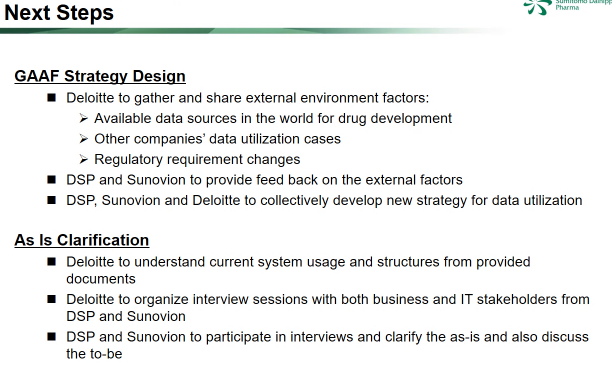 Next Steps
Sumitomo Dainipp
Pharma
GAAF Strategy Design
■ Deloitte to gather and share external environment factors:
➢ Available data sources in the world for drug development
➢ Other companies’ data utilization cases
➢ Regulatory requirement changes
■ DSP and Sunovion to provide feed back on the external factors
■ DSP, Sunovion and Deloitte to collectively develop new strategy for data utilization
As Is Clarification
■ Deloitte to understand current system usage and structures from provided
documents
■ Deloitte to organize interview sessions with both business and IT stakeholders from
DSP and Sunovion
■ DSP and Sunovion to participate in interviews and clarify the as-is and also discuss
the to-be